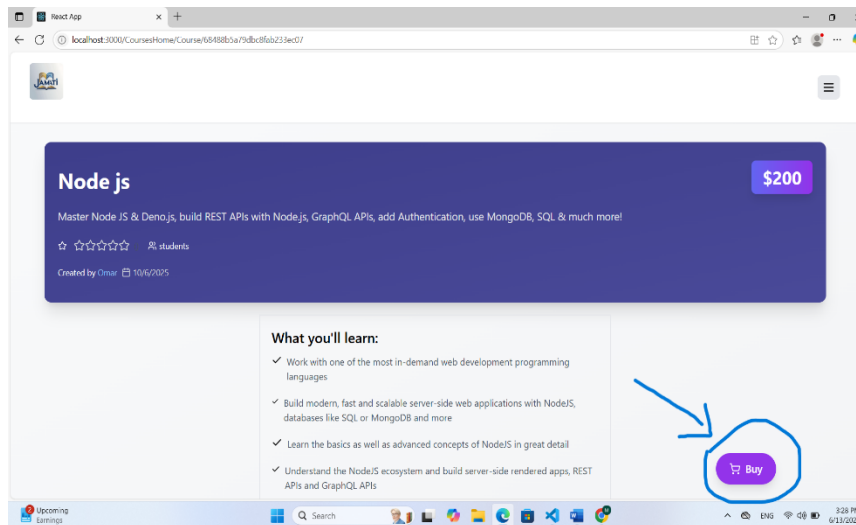 React App
localhost:3000/CoursesHome/Course/68488b5a79dbc8fab233ec07
JAMITI
Node js
$200
Master Node JS & Deno.js, build REST APIs with Node.js, GraphQL APIs, add Authentication, use MongoDB, SQL & much more!
students
Created by Omar 10/6/2025
What you'll learn:
Work with one of the most in-demand web development programming
languages
Build modern, fast and scalable server-side web applications with NodeJS,
databases like SQL or MongoDB and more
Learn the basics as well as advanced concepts of NodeJS in great detail
Understand the NodeJS ecosystem and build server-side rendered apps, REST
APIs and GraphQL APIs
Buy
2
Upcoming
Earnings
Search
ENG
3:28 PM